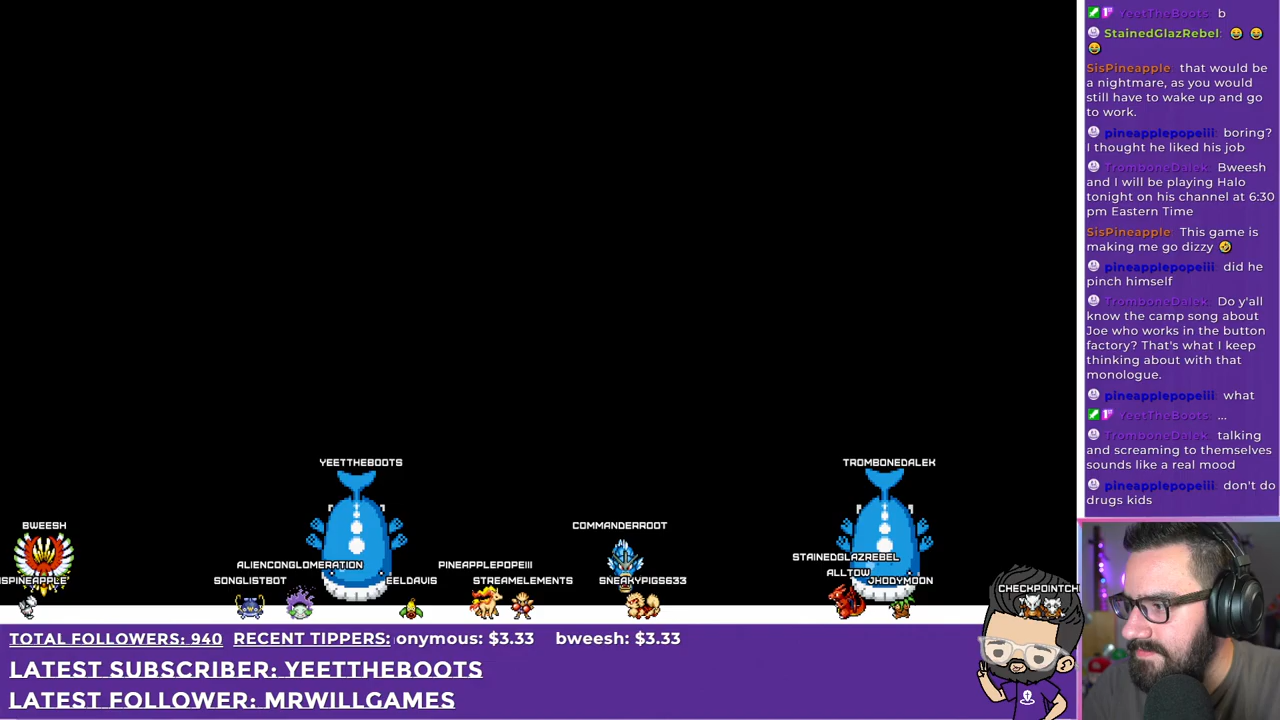 YeetTheBoots: b
StainedGlazRebel: 😂 😂
😂
SisPineapple: that would be
a nightmare, as you would
still have to wake up and go
to work.
pineapplepopeiii: boring?
I thought he liked his job
TromboneDalek: Bweesh
and I will be playing Halo
tonight on his channel at 6:30
pm Eastern Time
SisPineapple: This game is
making me go dizzy 🤣
pineapplepopeiii: did he
pinch himself
TromboneDalek: Do y'all
know the camp song about
Joe who works in the button
factory? That's what I keep
thinking about with that
monologue.
pineapplepopeiii: what
YeetTheBoots: ...
TromboneDalek: talking
and screaming to themselves
sounds like a real mood
pineapplepopeiii: don't do
drugs kids
YEETTHEBOOTS
TROMBONEDALEK
BWEESH
COMMANDERROOT
STAINEDGLAZREBEL
ALIENCONGLOMERATION
PINEAPPLEPOPEIII
ALLTOW
ISPINEAPPLE
SONGLISTBOT
EELDAVIS
STREAMELEMENTS
SNEAKYPIGS633
JHODYMOON
CHECKPOINTCH
TOTAL FOLLOWERS: 940 RECENT TIPPERS: onymous: $3.33 bweesh: $3.33
LATEST SUBSCRIBER: YEETTHEBOOTS
LATEST FOLLOWER: MRWILLGAMES